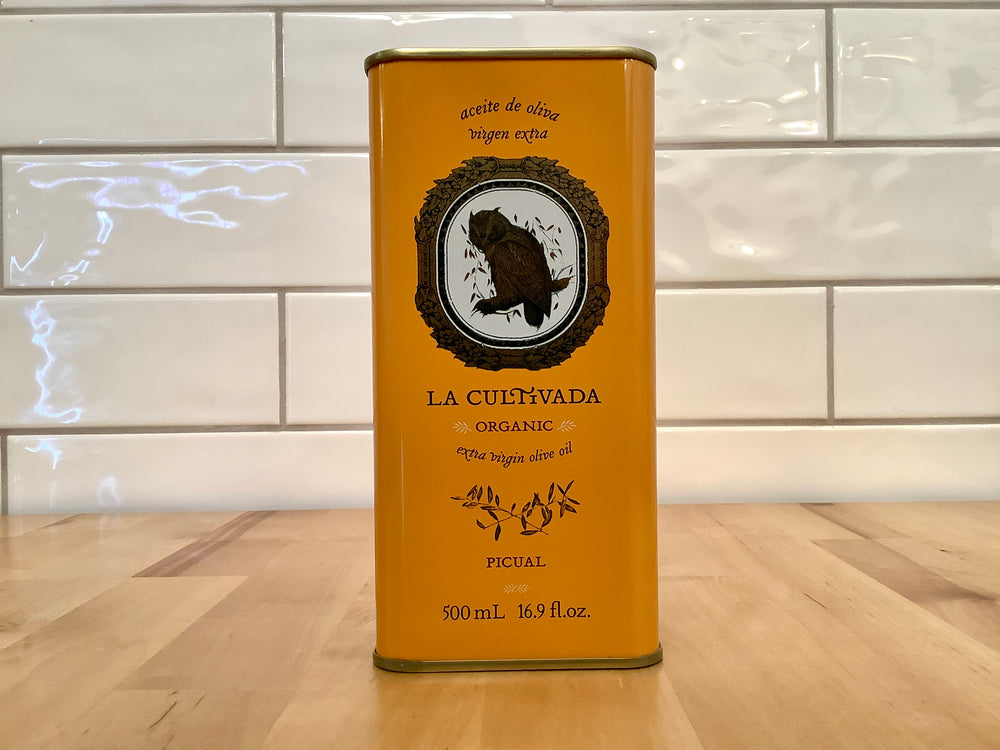 aceite de oliva
virgen extra
LA CULTiVADA
ORGANIC
extra virgin olive oil
PICUAL
500 mL 16.9 fl.oz.